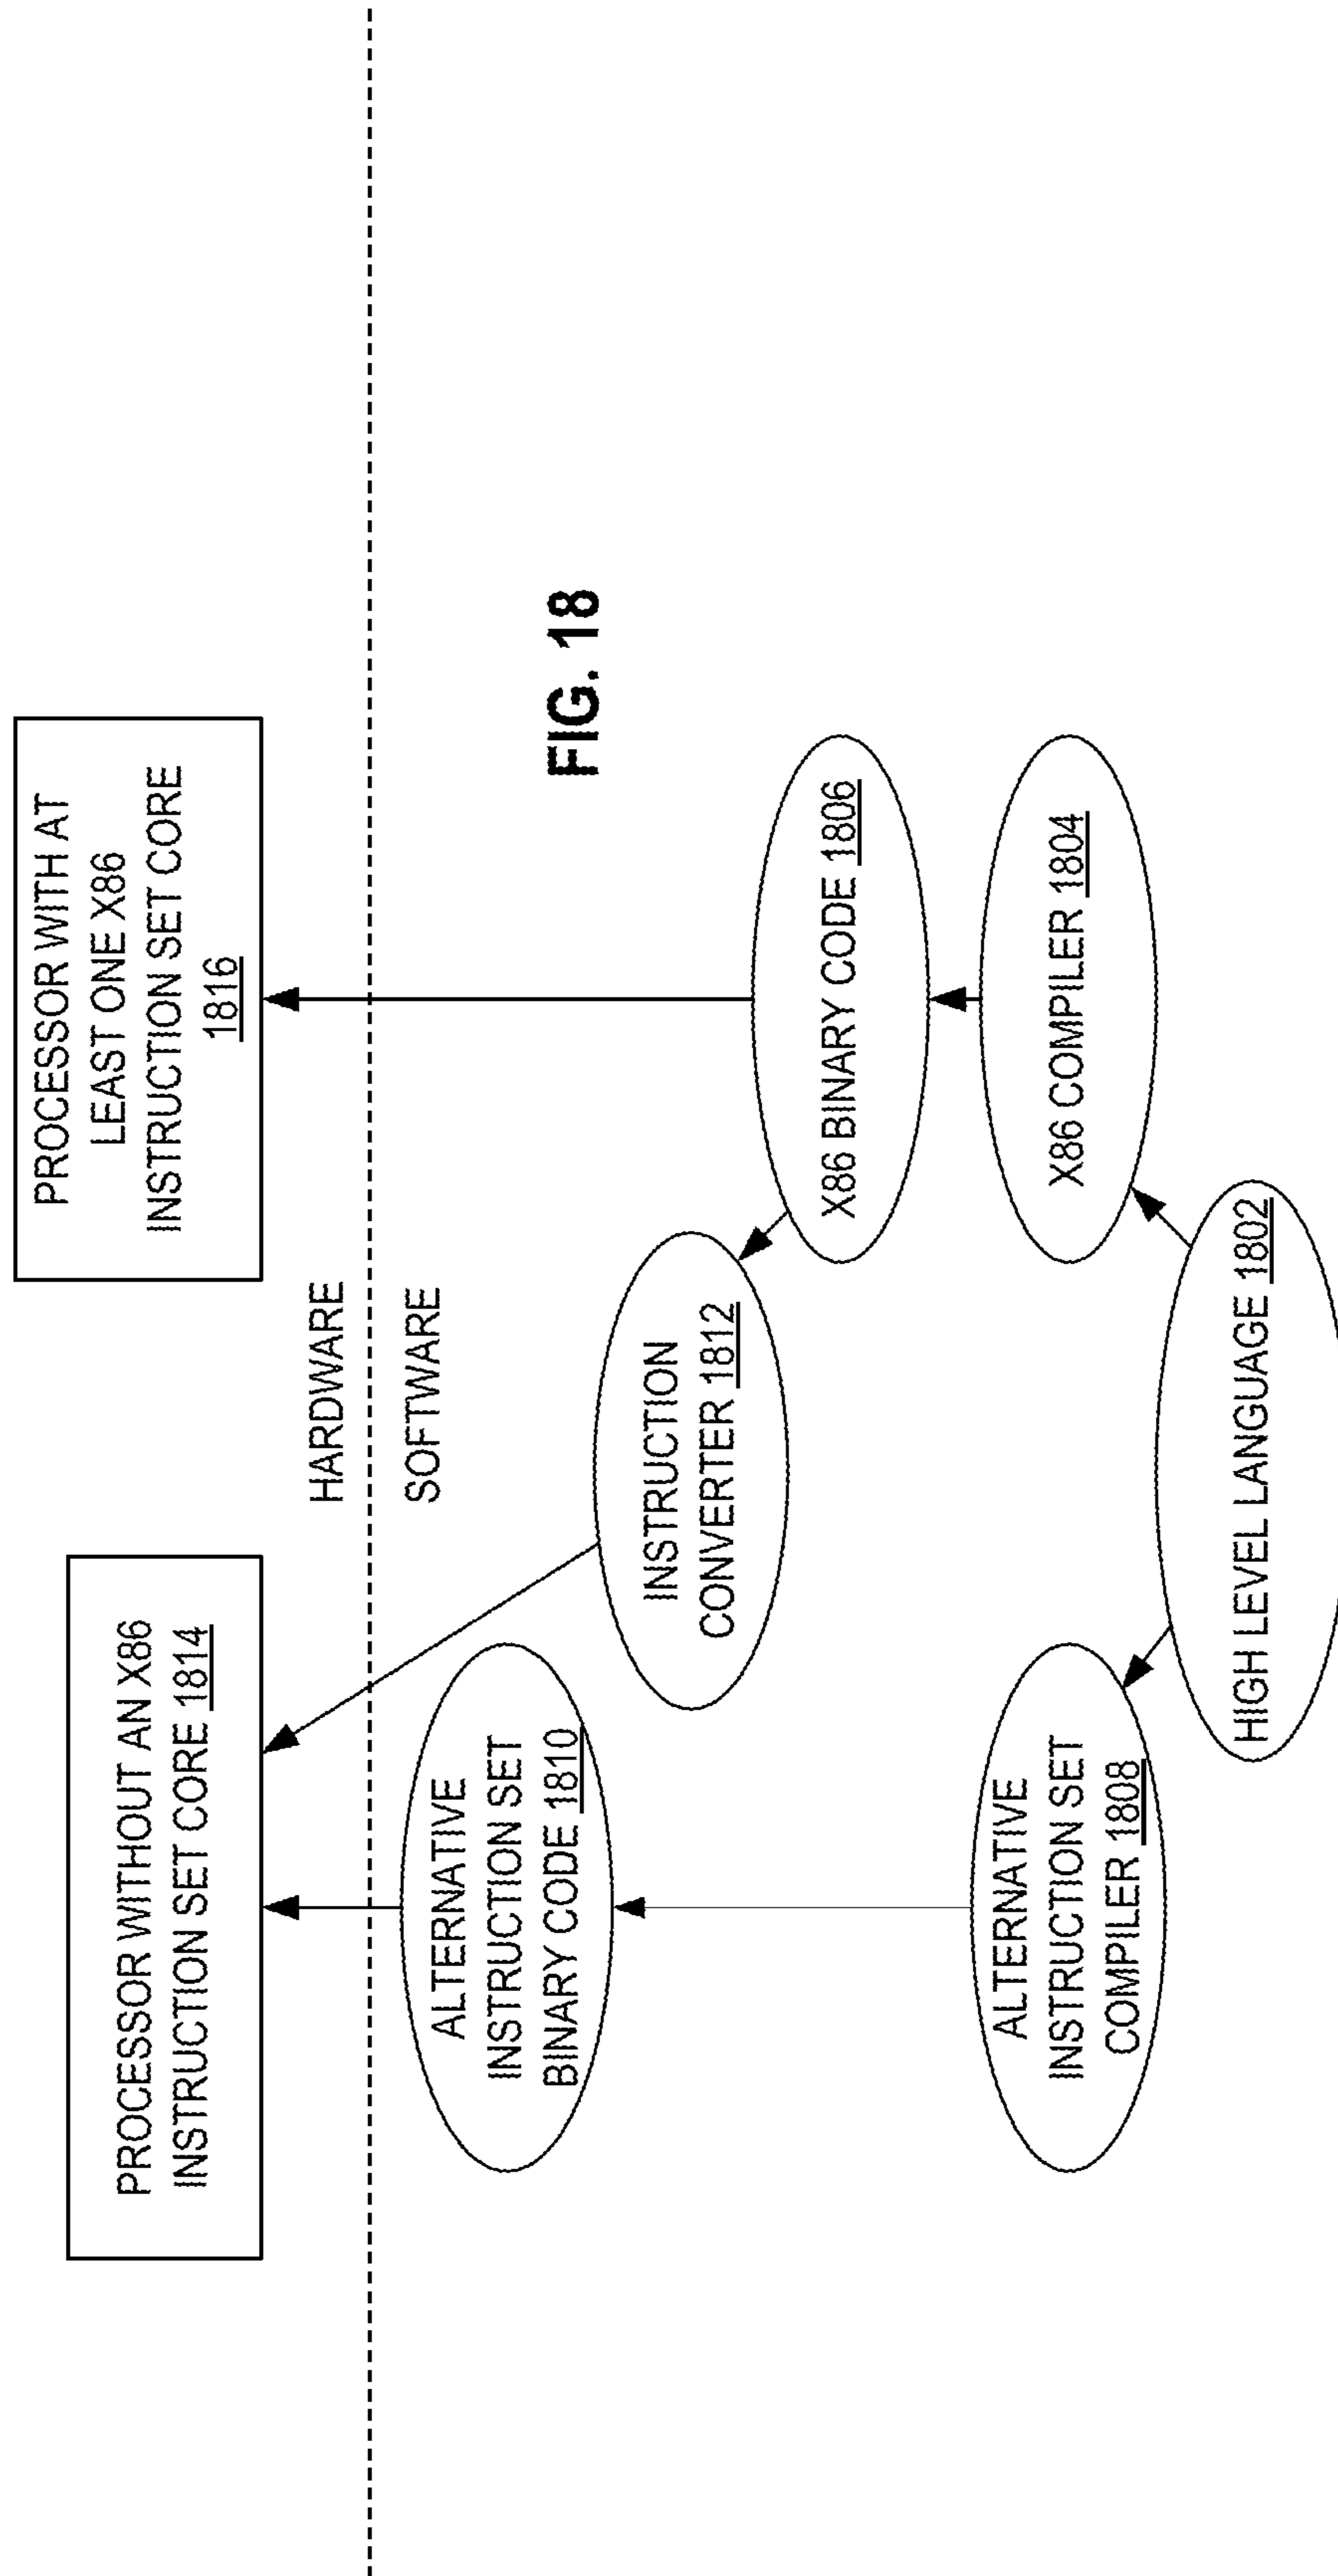 PROCESSOR WITHOUT AN X86
INSTRUCTION SET CORE 1814
PROCESSOR WITH AT
LEAST ONE X86
INSTRUCTION SET CORE
1816
HARDWARE
SOFTWARE
ALTERNATIVE
INSTRUCTION SET
BINARY CODE 1810
INSTRUCTION
CONVERTER 1812
FIG. 18
X86 BINARY CODE 1806
ALTERNATIVE
INSTRUCTION SET
COMPILER 1808
X86 COMPILER 1804
HIGH LEVEL LANGUAGE 1802